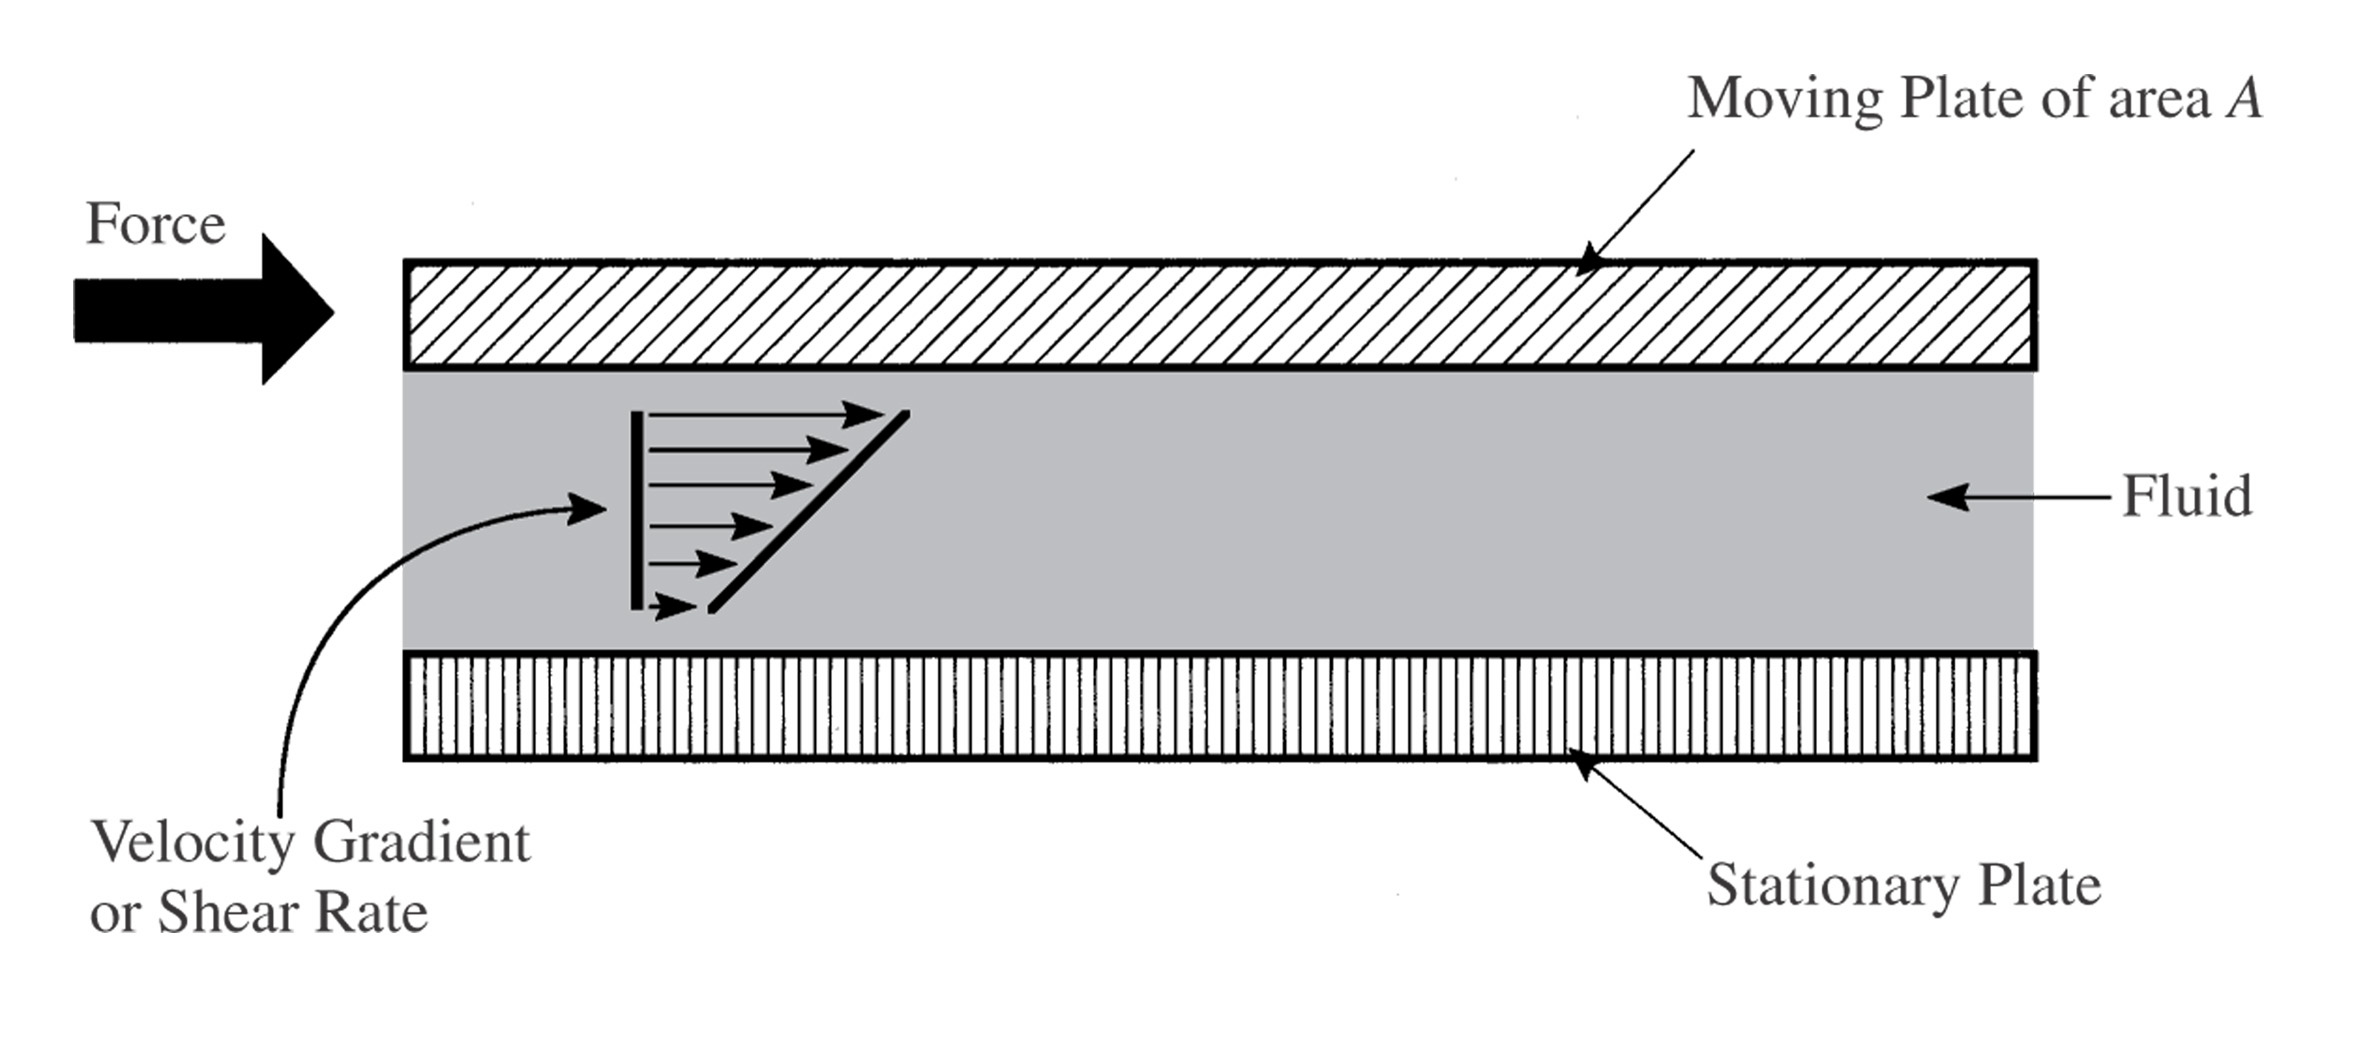 Moving Plate of area A
Force
Fluid
Velocity Gradient
or Shear Rate
Stationary Plate